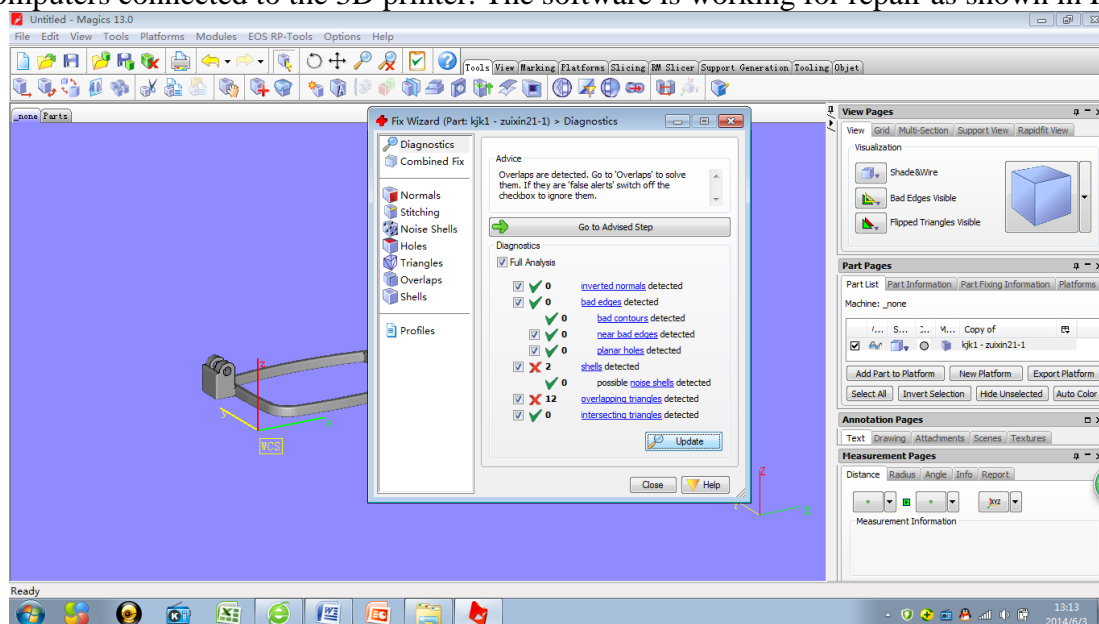 omputers connected to the 3D printer. The software is working for repair as shown in
Untitled - Magics 13.0
File Edit View Tools Platforms Modules EOS RP-Tools Options Help
Tools View Marking Platforms Slicing BM Slicer Support Generation Tooling Objet
_none Parts
Fix Wizard (Part: kjk1 - zuixin21-1) > Diagnostics
Diagnostics
Combined Fix
Normals
Stitching
Noise Shells
Holes
Triangles
Overlaps
Shells
Profiles
Advice
Overlaps are detected. Go to 'Overlaps' to solve
them. If they are 'false alerts' switch off the
checkbox to ignore them.
Go to Advised Step
Diagnostics
Full Analysis
0 inverted normals detected
0 bad edges detected
0 bad contours detected
0 near bad edges detected
0 planar holes detected
2 shells detected
0 possible noise shells detected
12 overlapping triangles detected
0 intersecting triangles detected
Update
Close Help
Z
Y
WCS
Z
View Pages
View Grid Multi-Section Support View Rapidfit View
Visualization
Shade&Wire
Bad Edges Visible
Flipped Triangles Visible
Part Pages
Part List Part Information Part Fixing Information Platforms
Machine: _none
/... S... M... Copy of
kjk1 - zuixin21-1
Add Part to Platform New Platform Export Platform
Select All Invert Selection Hide Unselected Auto Color
Annotation Pages
Text Drawing Attachments Scenes Textures
Measurement Pages
Distance Radius Angle Info Report
XYZ
Measurement Information
Ready
13:13
2014/6/3